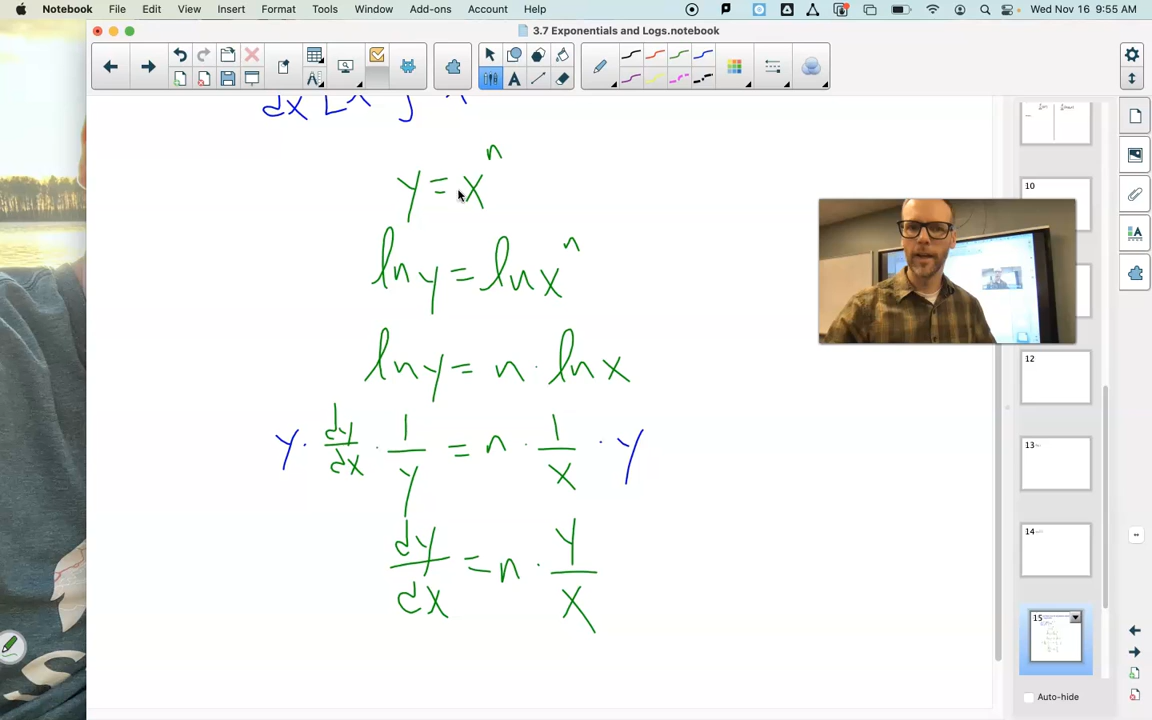 Notebook File Edit View Insert Format Tools Window Add-ons Account Help Wed Nov 16 9:55 AM
3.7 Exponentials and Logs.notebook
y = x^n
ln y = ln x^n
ln y = n · ln x
y · dy/dx · 1/y = n · 1/x · y
dy/dx = n · y/x
10
12
13
14
15
Auto-hide